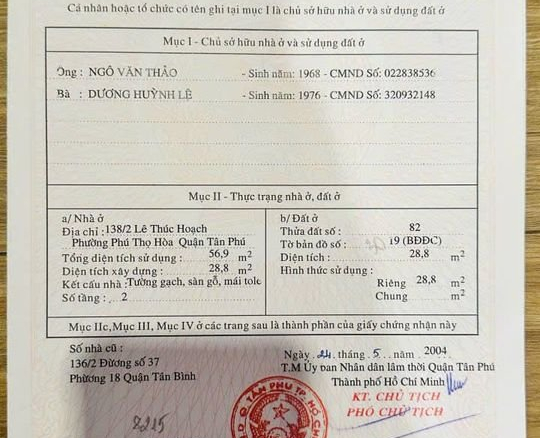 Cá nhân hoặc tổ chức có tên ghi tại mục I là chủ sở hữu nhà ở và sử dụng đất ở
Mục I - Chủ sở hữu nhà ở và sử dụng đất ở
Ông : NGÔ VĂN THẢO - Sinh năm: 1968 - CMND Số: 022838536
Bà : DƯƠNG HUỲNH LỆ - Sinh năm: 1976 - CMND Số: 320932148
Mục II - Thực trạng nhà ở, đất ở
a/ Nhà ở
Địa chỉ : 138/2 Lê Thúc Hoạch
Phường Phú Thọ Hòa Quận Tân Phú
Tổng diện tích sử dụng : 56,9 m2
Diện tích xây dựng : 28,8 m2
Kết cấu nhà : Tường gạch, sàn gỗ, mái tole
Số tầng : 2
b/ Đất ở
Thửa đất số : 82
Tờ bản đồ số : 19 (BĐĐC)
Diện tích : 28,8 m2
Hình thức sử dụng :
Riêng 28,8 m2
Chung m2
Mục IIc, Mục III, Mục IV ở các trang sau là thành phần của giấy chứng nhận này
Số nhà cũ :
136/2 Đường số 37
Phường 18 Quận Tân Bình
8215
Ngày 24 tháng 5 năm 2004
T.M Ủy ban Nhân dân lâm thời Quận Tân Phú
Thành phố Hồ Chí Minh
KT. CHỦ TỊCH
PHÓ CHỦ TỊCH
TÂN PHÚ TP. HỒ CH